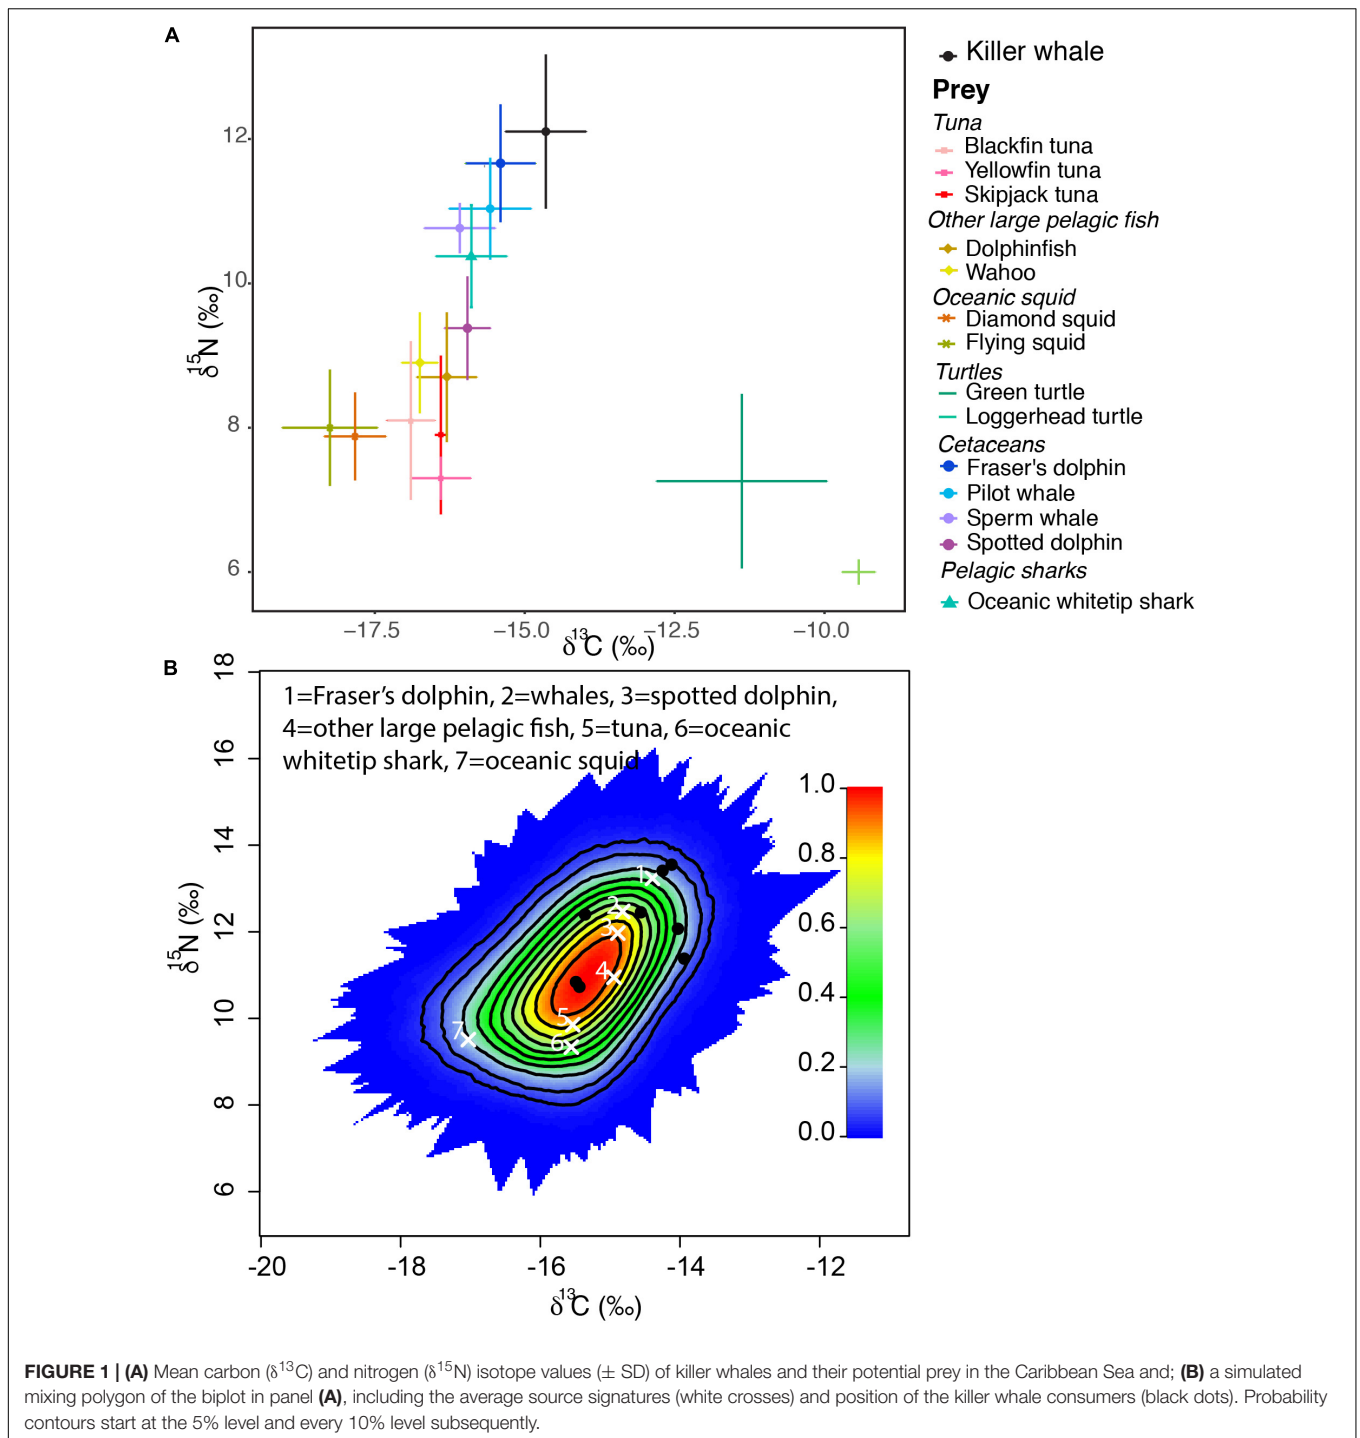 A
Killer whale
Prey
Tuna
Blackfin tuna
Yellowfin tuna
Skipjack tuna
Other large pelagic fish
Dolphinfish
Wahoo
Oceanic squid
Diamond squid
Flying squid
Turtles
Green turtle
Loggerhead turtle
Cetaceans
Fraser's dolphin
Pilot whale
Sperm whale
Spotted dolphin
Pelagic sharks
Oceanic whitetip shark
12
10
8
6
δ15N (‰)
−17.5 −15.0 −12.5 −10.0
δ13C (‰)
B
1=Fraser’s dolphin, 2=whales, 3=spotted dolphin,
4=other large pelagic fish, 5=tuna, 6=oceanic
whitetip shark, 7=oceanic squid
18
16
14
12
10
8
6
δ15N (‰)
1
2
3
4
5
6
7
1.0
0.8
0.6
0.4
0.2
0.0
-20 -18 -16 -14 -12
δ13C (‰)
FIGURE 1 | (A) Mean carbon (δ13C) and nitrogen (δ15N) isotope values (± SD) of killer whales and their potential prey in the Caribbean Sea and; (B) a simulated
mixing polygon of the biplot in panel (A), including the average source signatures (white crosses) and position of the killer whale consumers (black dots). Probability
contours start at the 5% level and every 10% level subsequently.